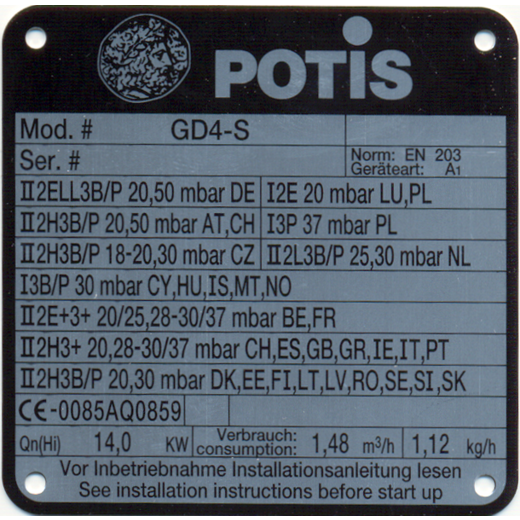 POTIS
Mod. # GD4-S
Ser. # Norm: EN 203
Geräteart: A1
II2ELL3B/P 20,50 mbar DE I2E 20 mbar LU,PL
II2H3B/P 20,50 mbar AT,CH I3P 37 mbar PL
II2H3B/P 18-20,30 mbar CZ II2L3B/P 25,30 mbar NL
I3B/P 30 mbar CY,HU,IS,MT,NO
II2E+3+ 20/25,28-30/37 mbar BE,FR
II2H3+ 20,28-30/37 mbar CH,ES,GB,GR,IE,IT,PT
II2H3B/P 20,30 mbar DK,EE,FI,LT,LV,RO,SE,SI,SK
CE-0085AQ0859
Qn(Hi) 14,0 KW Verbrauch: consumption: 1,48 m³/h 1,12 kg/h
Vor Inbetriebnahme Installationsanleitung lesen
See installation instructions before start up